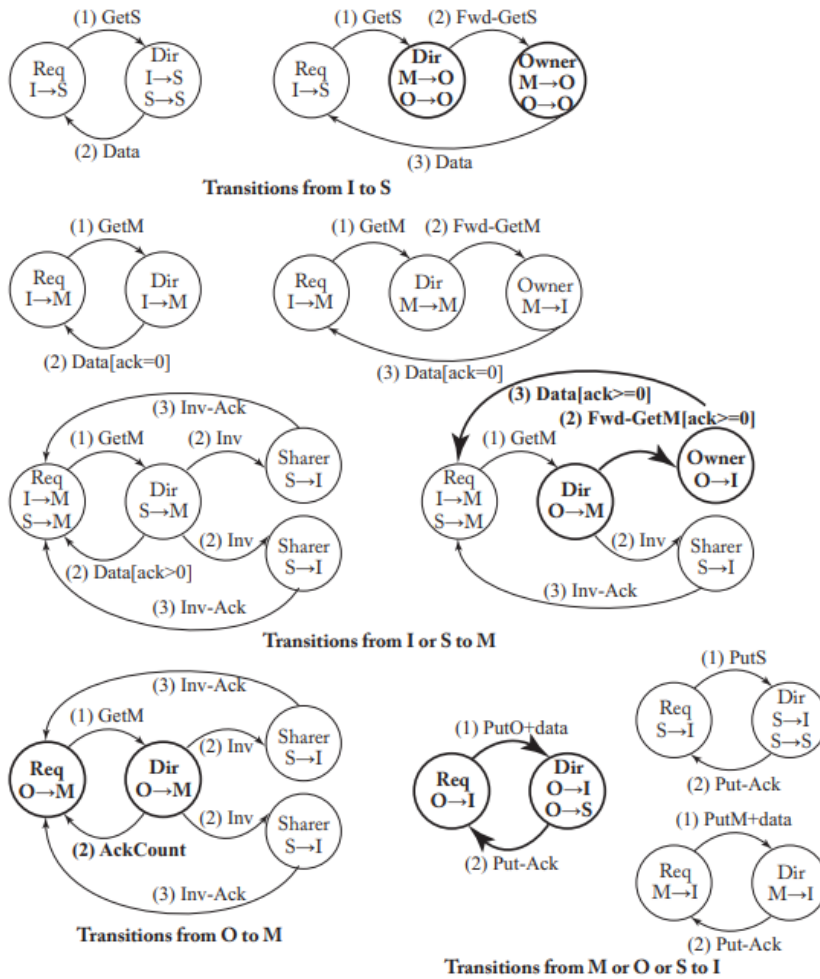 (1) GetS
Req
I→S
Dir
I→S
S→S
(2) Data
(1) GetS
(2) Fwd-GetS
Req
I→S
Dir
M→O
O→O
Owner
M→O
O→O
(3) Data
Transitions from I to S
(1) GetM
Req
I→M
Dir
I→M
(2) Data[ack=0]
(1) GetM
(2) Fwd-GetM
Req
I→M
Dir
M→M
Owner
M→I
(3) Data[ack=0]
(3) Inv-Ack
(1) GetM
(2) Inv
Sharer
S→I
Req
I→M
S→M
Dir
S→M
(2) Inv
Sharer
S→I
(2) Data[ack>0]
(3) Inv-Ack
(3) Data[ack>=0]
(2) Fwd-GetM[ack>=0]
(1) GetM
Owner
O→I
Req
I→M
S→M
Dir
O→M
(2) Inv
Sharer
S→I
(3) Inv-Ack
Transitions from I or S to M
(3) Inv-Ack
(1) GetM
(2) Inv
Sharer
S→I
Req
O→M
Dir
O→M
(2) Inv
Sharer
S→I
(2) AckCount
(3) Inv-Ack
Transitions from O to M
(1) PutO+data
Req
O→I
Dir
O→I
O→S
(2) Put-Ack
(1) PutS
Req
S→I
Dir
S→I
S→S
(2) Put-Ack
(1) PutM+data
Req
M→I
Dir
M→I
(2) Put-Ack
Transitions from M or O or S to I